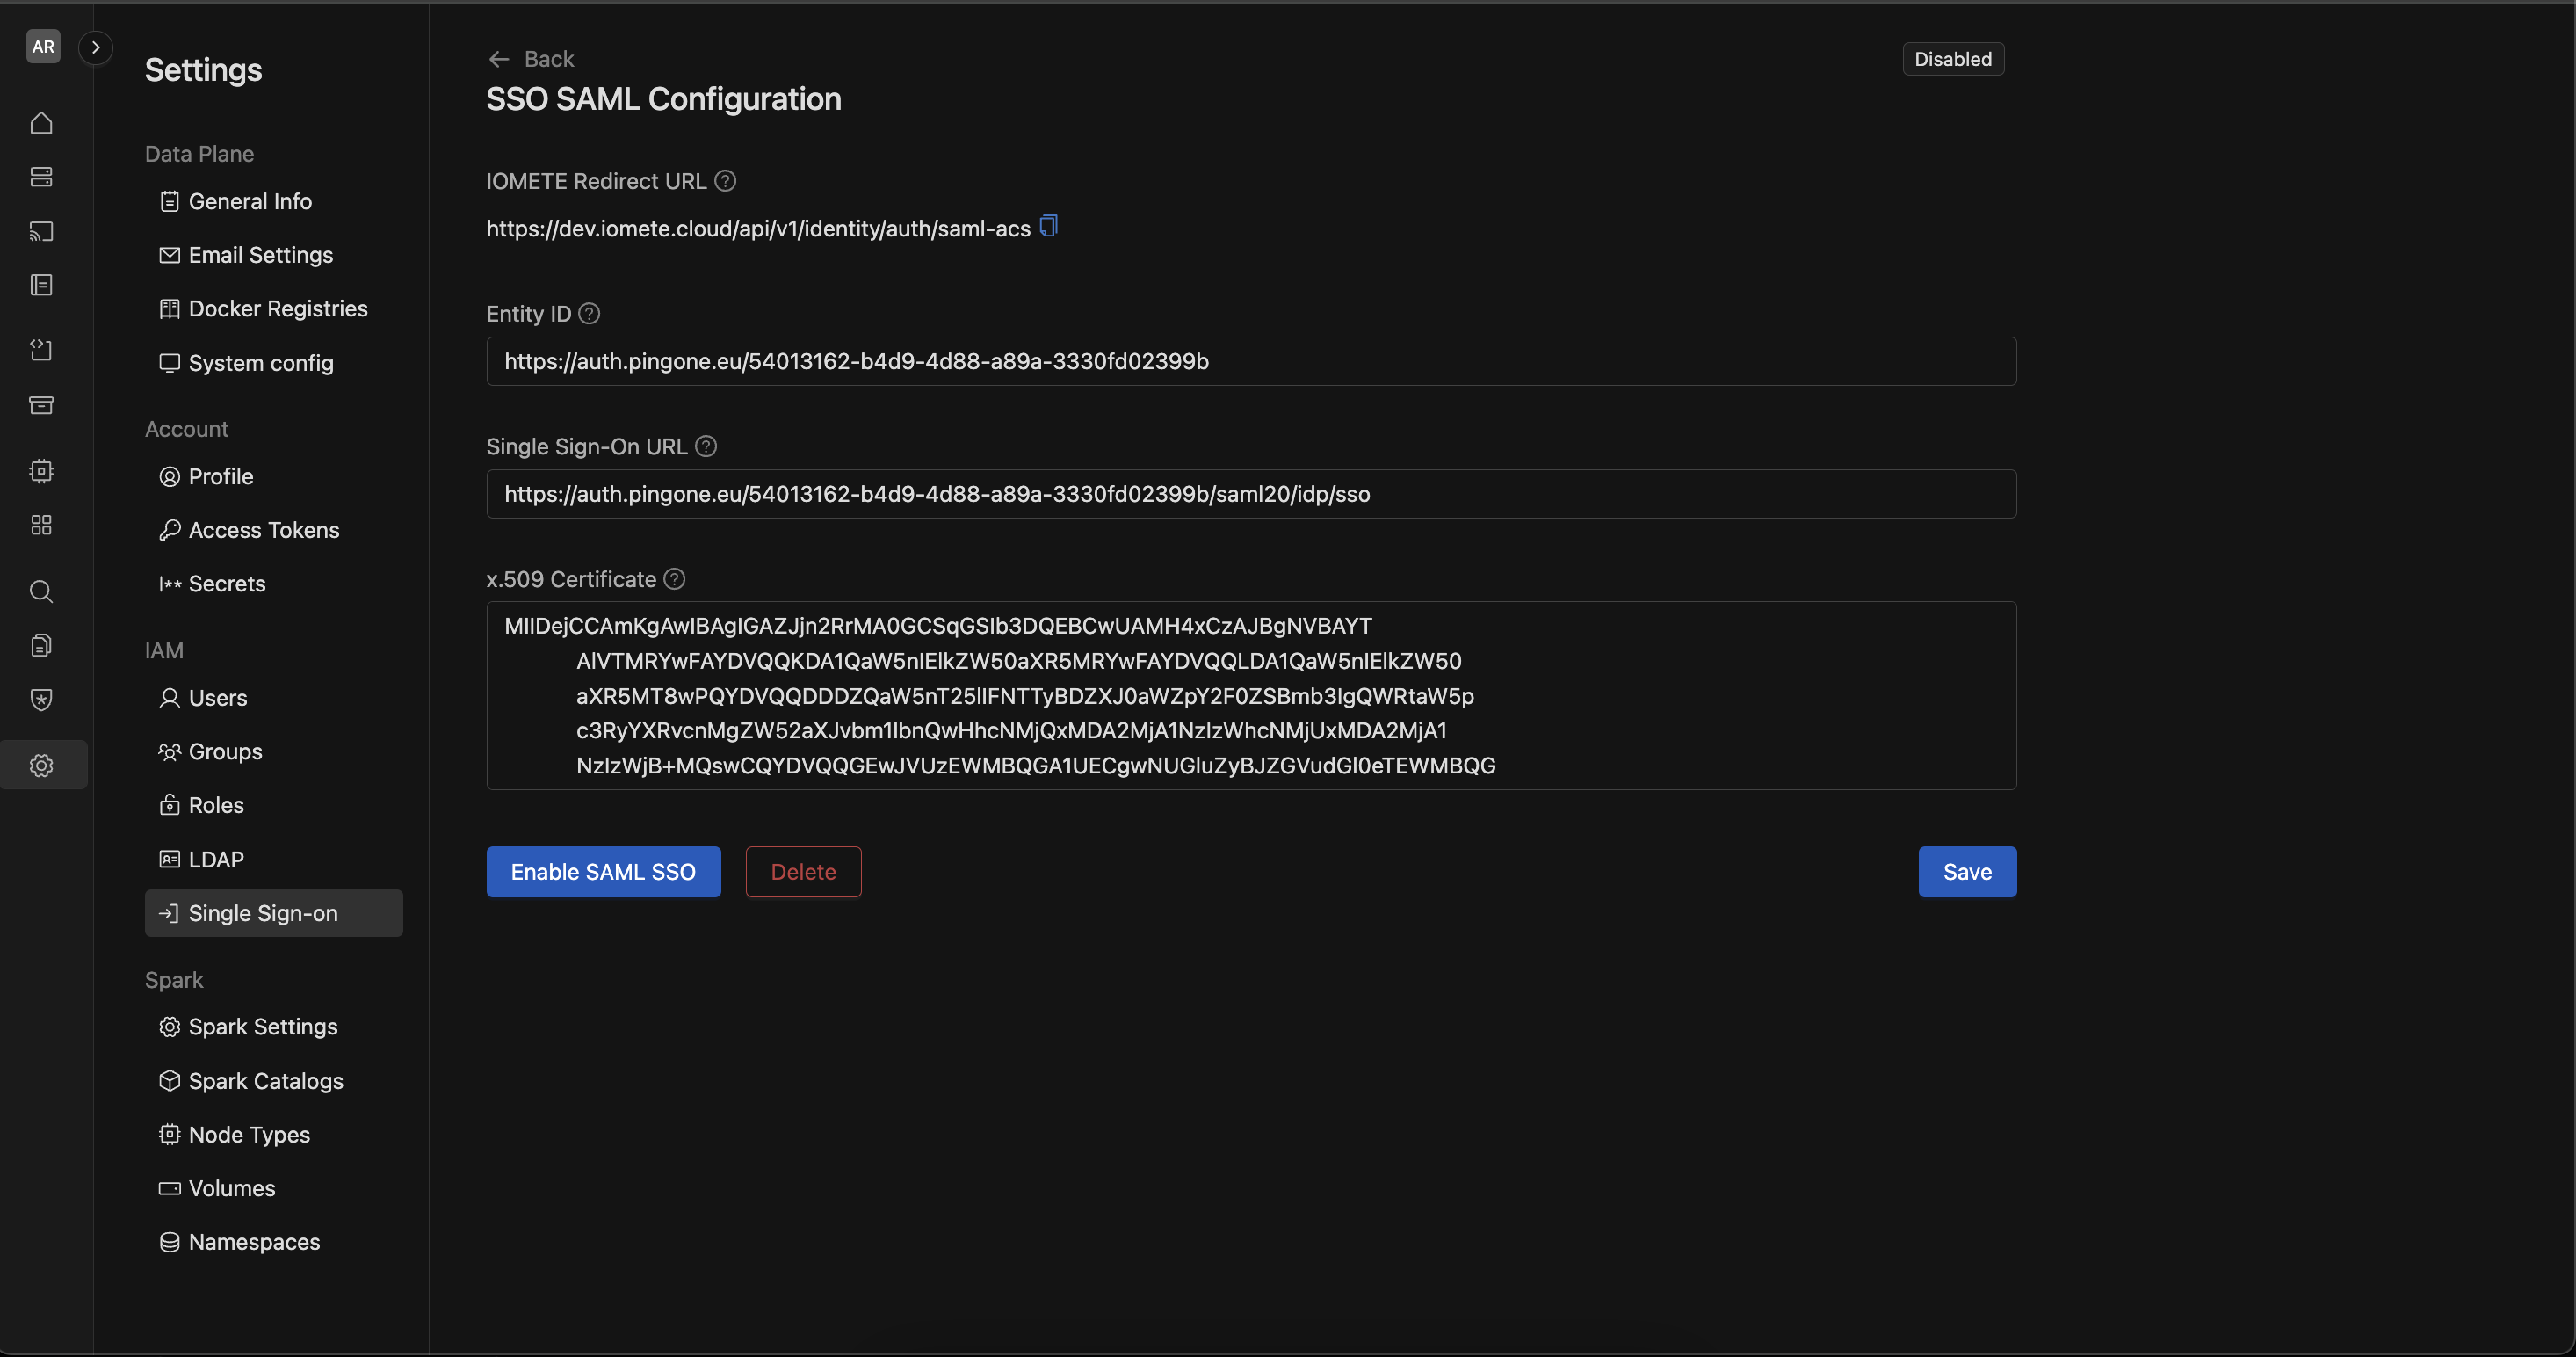 AR
Settings
Data Plane
General Info
Email Settings
Docker Registries
System config
Account
Profile
Access Tokens
Secrets
IAM
Users
Groups
Roles
LDAP
Single Sign-on
Spark
Spark Settings
Spark Catalogs
Node Types
Volumes
Namespaces
Back
Disabled
SSO SAML Configuration
IOMETE Redirect URL
https://dev.iomete.cloud/api/v1/identity/auth/saml-acs
Entity ID
https://auth.pingone.eu/54013162-b4d9-4d88-a89a-3330fd02399b
Single Sign-On URL
https://auth.pingone.eu/54013162-b4d9-4d88-a89a-3330fd02399b/saml20/idp/sso
x.509 Certificate
MIIDejCCAmKgAwIBAgIGAZJjn2RrMA0GCSqGSIb3DQEBCwUAMH4xCzAJBgNVBAYT
AlVTMRYwFAYDVQQKDA1QaW5nIElkZW50aXR5MRYwFAYDVQQLDA1QaW5nIElkZW50
aXR5MT8wPQYDVQQDDDZQaW5nT25lIFNTTyBDZXJ0aWZpY2F0ZSBmb3IgQWRtaW5p
c3RyYXRvcnMgZW52aXJvbm1lbnQwHhcNMjQxMDA2MjA1NzIzWhcNMjUxMDA2MjA1
NzIzWjB+MQswCQYDVQQGEwJVUzEWMBQGA1UECgwNUGluZyBJZGVudGl0eTEWMBQG
Enable SAML SSO
Delete
Save